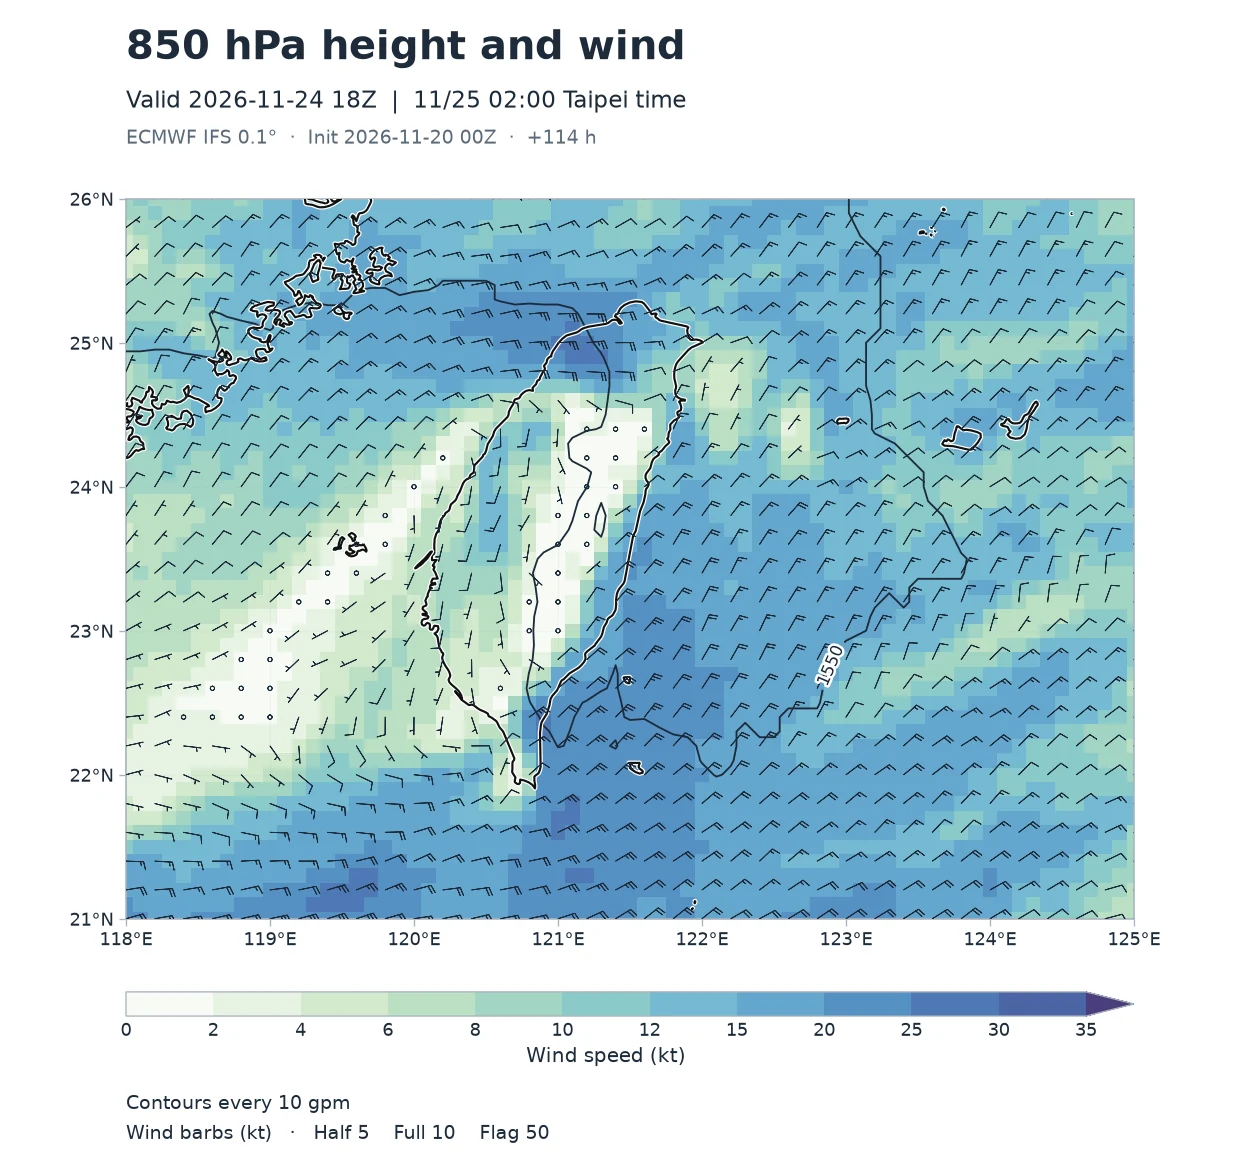 850 hPa height and wind
Valid 2026-11-24 18Z | 11/25 02:00 Taipei time
ECMWF IFS 0.1° · Init 2026-11-20 00Z · +114 h
26°N
25°N
24°N
23°N
22°N
21°N
1550
118°E 119°E 120°E 121°E 122°E 123°E 124°E 125°E
0 2 4 6 8 10 12 15 20 25 30 35
Wind speed (kt)
Contours every 10 gpm
Wind barbs (kt) · Half 5 Full 10 Flag 50